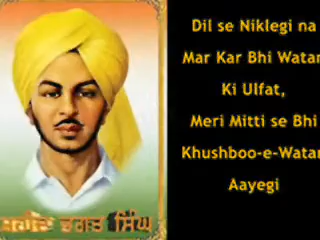 Dil se Niklegi na
Mar Kar Bhi Watan
Ki Ulfat,
Meri Mitti se Bhi
Khushboo-e-Watan
Aayegi
ਸ਼ਹੀਦ ਭਗਤ ਸਿੰਘ